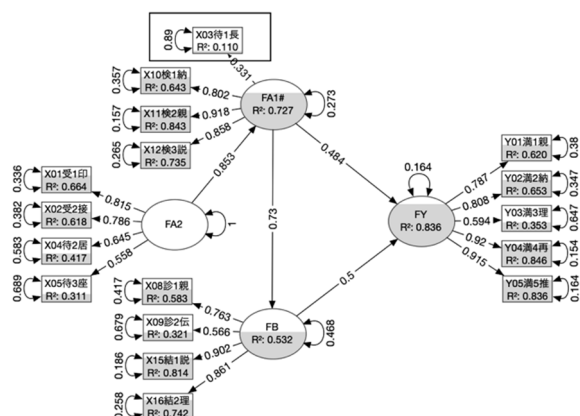 0.89
X03待1長
R²: 0.110
0.331
0.357
X10検1納
R²: 0.643
0.802
0.157
X11検2親
R²: 0.843
0.918
0.265
X12検3説
R²: 0.735
0.858
FA1#
R²: 0.727
0.273
0.853
0.484
0.73
0.336
X01受1印
R²: 0.664
0.815
0.382
X02受2接
R²: 0.618
0.786
0.583
X04待2居
R²: 0.417
0.645
0.689
X05待3座
R²: 0.311
0.558
FA2
1
0.164
FY
R²: 0.836
0.787
Y01満1親
R²: 0.620
0.38
0.808
Y02満2納
R²: 0.653
0.347
0.594
Y03満3理
R²: 0.353
0.647
0.92
Y04満4再
R²: 0.846
0.154
0.915
Y05満5推
R²: 0.836
0.164
0.5
0.417
X08診1親
R²: 0.583
0.763
0.679
X09診2伝
R²: 0.321
0.566
0.186
X15結1説
R²: 0.814
0.902
0.258
X16結2理
R²: 0.742
0.861
FB
R²: 0.532
0.468